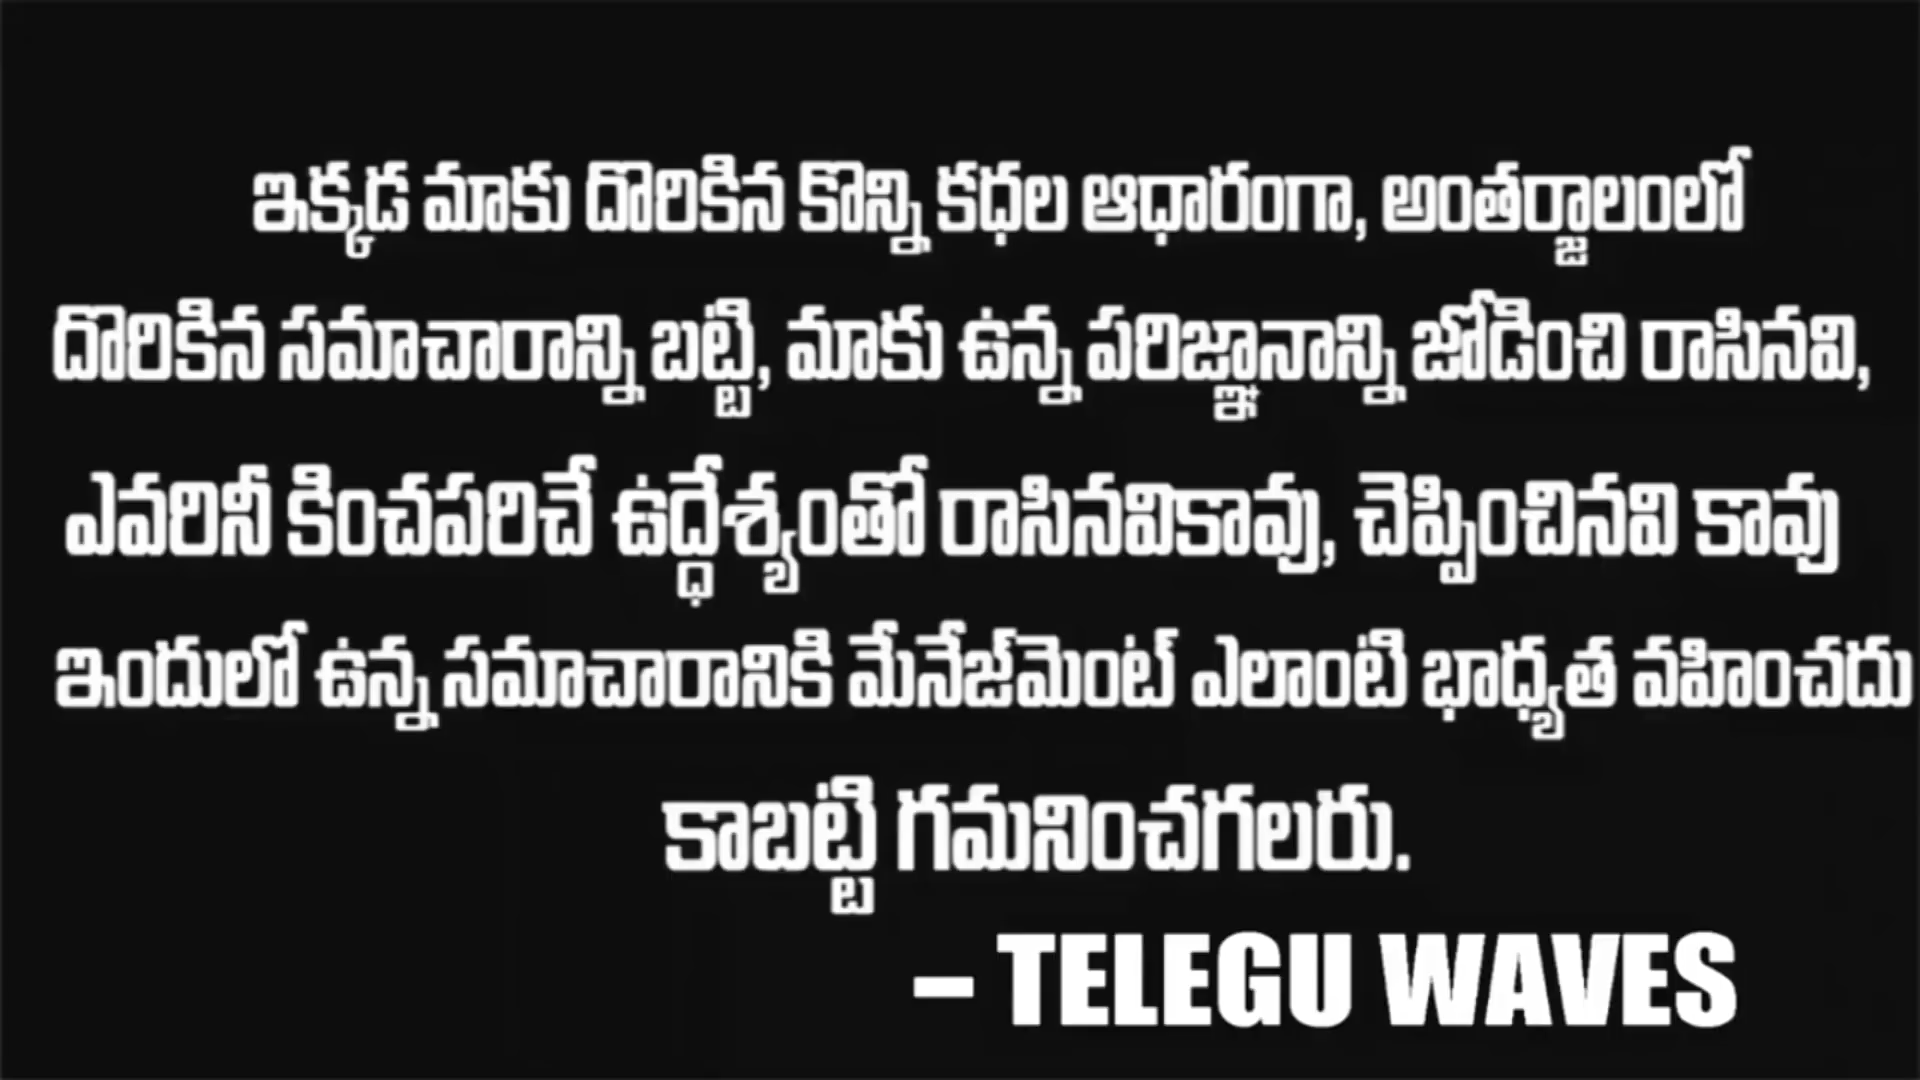 ఇక్కడ మాకు దొరికిన కొన్ని కధల ఆధారంగా, అంతర్జాలంలో
దొరికిన సమాచారాన్ని బట్టి, మాకు ఉన్న పరిజ్ఞానాన్ని జోడించి రాసినవి,
ఎవరినీ కించపరిచే ఉద్ధేశ్యంతో రాసినవికావు, చెప్పించినవి కావు
ఇందులో ఉన్న సమాచారానికి మేనేజ్‌మెంట్ ఎలాంటి భాధ్యత వహించదు
కాబట్టి గమనించగలరు.
– TELEGU WAVES